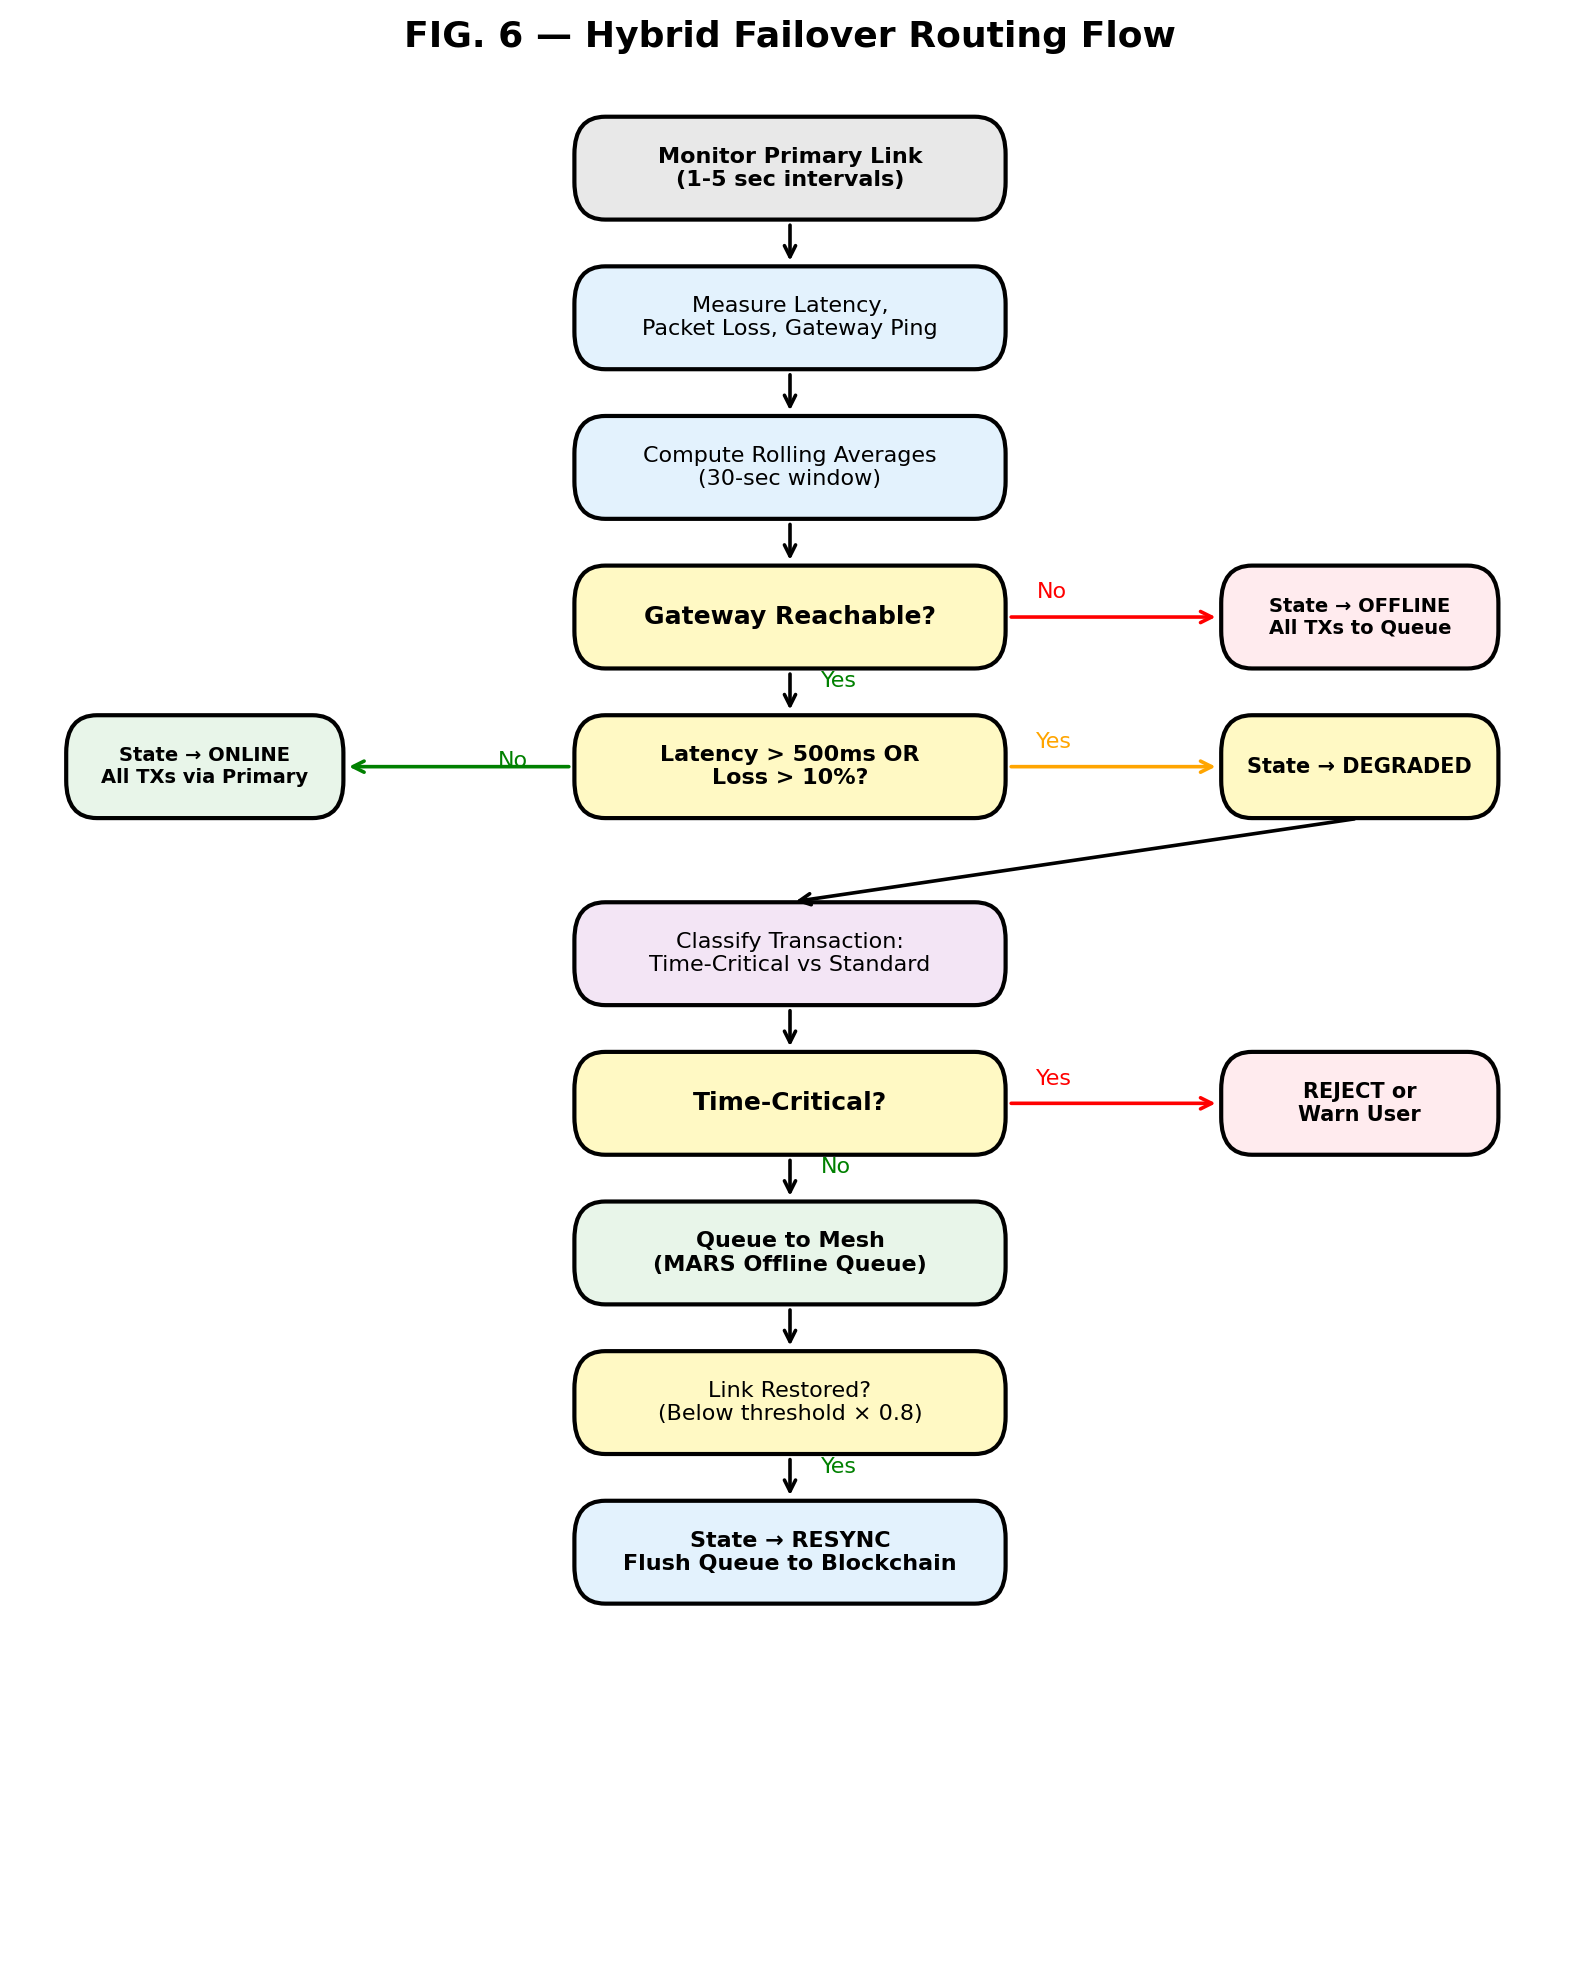 FIG. 6 — Hybrid Failover Routing Flow
Monitor Primary Link
(1-5 sec intervals)
Measure Latency,
Packet Loss, Gateway Ping
Compute Rolling Averages
(30-sec window)
Gateway Reachable?
No
State → OFFLINE
All TXs to Queue
Yes
State → ONLINE
All TXs via Primary
No
Latency > 500ms OR
Loss > 10%?
Yes
State → DEGRADED
Classify Transaction:
Time-Critical vs Standard
Time-Critical?
Yes
REJECT or
Warn User
No
Queue to Mesh
(MARS Offline Queue)
Link Restored?
(Below threshold × 0.8)
Yes
State → RESYNC
Flush Queue to Blockchain